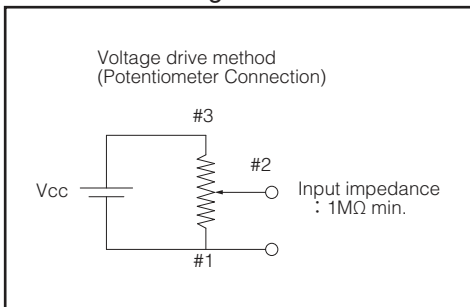 Voltage drive method
(Potentiometer Connection)
#3
#2
Vcc
Input impedance
: 1MΩ min.
#1